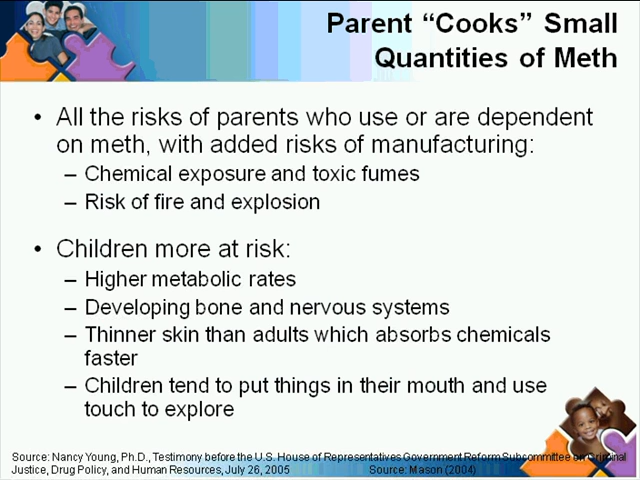 Parent “Cooks” Small
Quantities of Meth
• All the risks of parents who use or are dependent
on meth, with added risks of manufacturing:
– Chemical exposure and toxic fumes
– Risk of fire and explosion
• Children more at risk:
– Higher metabolic rates
– Developing bone and nervous systems
– Thinner skin than adults which absorbs chemicals
faster
– Children tend to put things in their mouth and use
touch to explore
Source: Nancy Young, Ph.D., Testimony before the U.S. House of Representatives Government Reform Subcommittee on Criminal
Justice, Drug Policy, and Human Resources, July 26, 2005 Source: Mason (2004)